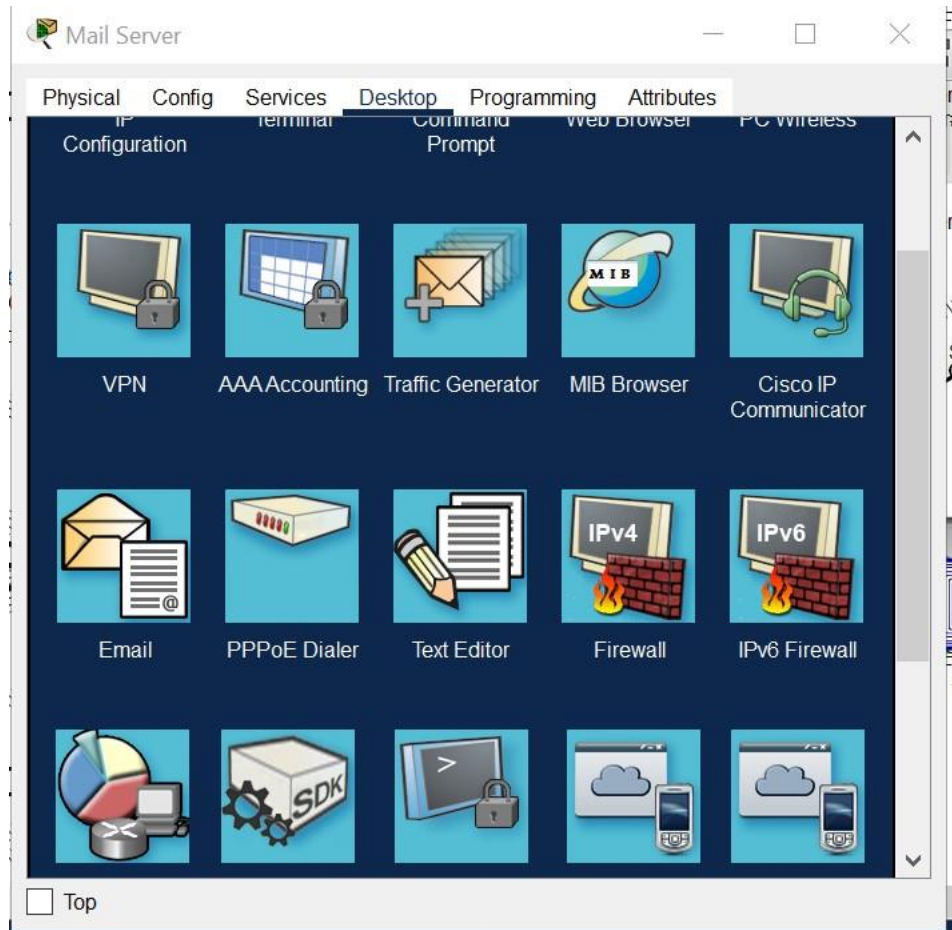 Mail Server
Physical Config Services Desktop Programming Attributes
IP Terminal Command Web Browser PC Wireless
Configuration Prompt
MIB
VPN AAA Accounting Traffic Generator MIB Browser Cisco IP
Communicator
IPv4 IPv6
@
Email PPPoE Dialer Text Editor Firewall IPv6 Firewall
> SDK
Top